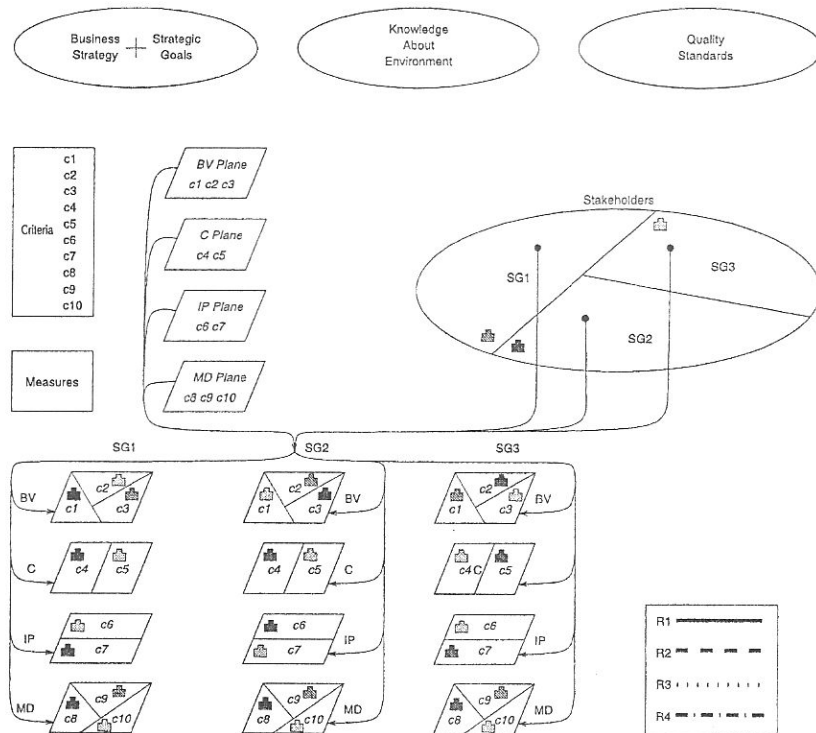 Business Strategy + Strategic Goals
Knowledge
About
Environment
Quality
Standards
Criteria
c1
c2
c3
c4
c5
c6
c7
c8
c9
c10
Measures
BV Plane
c1 c2 c3
C Plane
c4 c5
IP Plane
c6 c7
MD Plane
c8 c9 c10
Stakeholders
SG1
SG3
SG2
SG1
SG2
SG3
BV
c1
c2
c3
c1
c2
c3
BV
c1
c2
c3
BV
C
c4
c5
c4
c5
C
c4
C
c5
IP
c6
c7
c6
c7
IP
c6
c7
IP
MD
c8
c9
c10
c8
c9
c10
MD
c8
c9
c10
MD
R1
R2
R3
R4